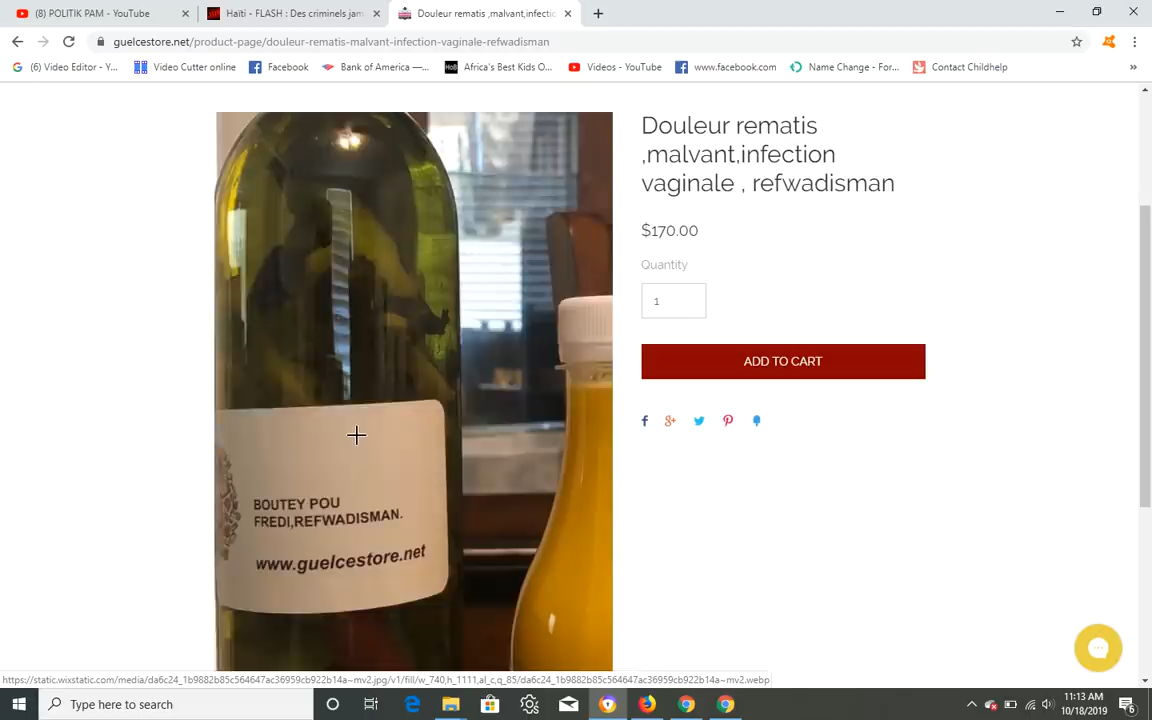 (8) POLITIK PAM - YouTube
Haïti - FLASH : Des criminels jam
Douleur rematis ,malvant,infectio
guelcestore.net/product-page/douleur-rematis-malvant-infection-vaginale-refwadisman
(6) Video Editor - Y...
Video Cutter online
Facebook
Bank of America —...
HoB
Africa's Best Kids O...
Videos - YouTube
www.facebook.com
Name Change - For...
Contact Childhelp
»
Douleur rematis
,malvant,infection
vaginale , refwadisman
$170.00
Quantity
1
ADD TO CART
BOUTEY POU
FREDI,REFWADISMAN.
www.guelcestore.net
https://static.wixstatic.com/media/da6c24_1b9882b85c564647ac36959cb922b14a~mv2.jpg/v1/fill/w_740,h_1111,al_c,q_85/da6c24_1b9882b85c564647ac36959cb922b14a~mv2.webp
Type here to search
11:13 AM
10/18/2019
6